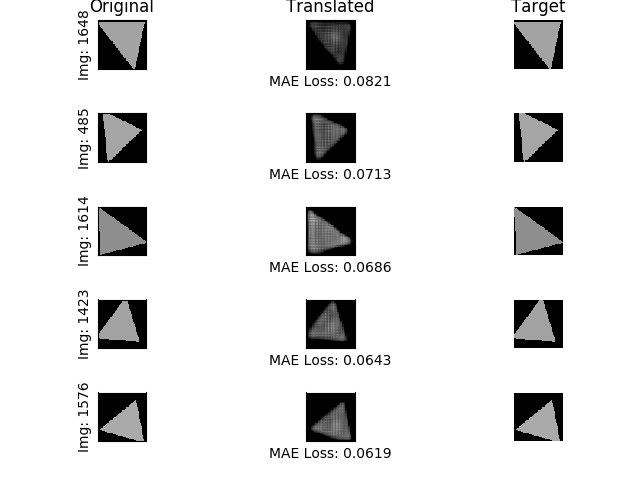 Original Translated Target
Img: 1648
MAE Loss: 0.0821
Img: 485
MAE Loss: 0.0713
Img: 1614
MAE Loss: 0.0686
Img: 1423
MAE Loss: 0.0643
Img: 1576
MAE Loss: 0.0619